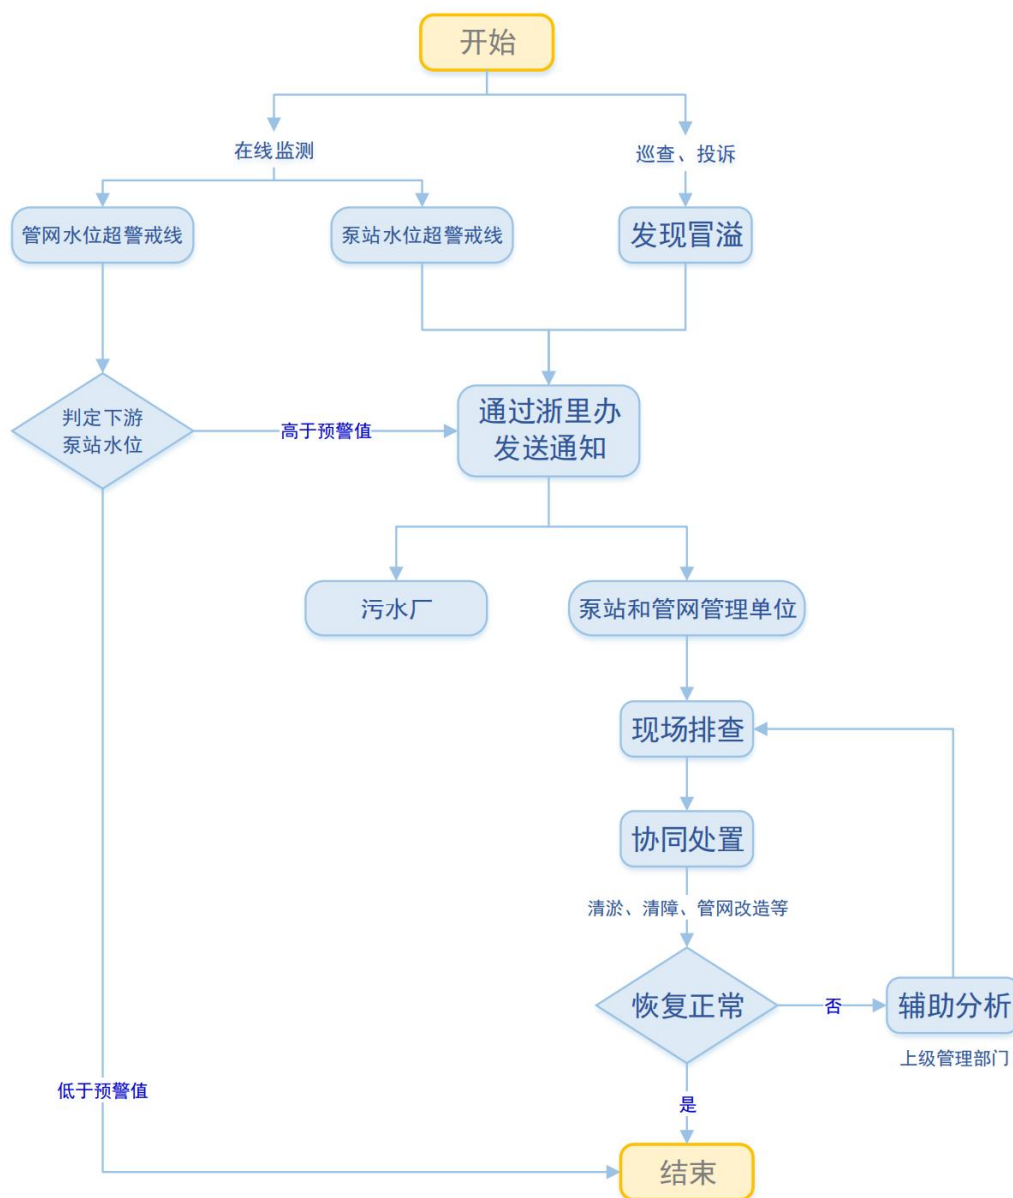 开始
在线监测
巡查、投诉
管网水位超警戒线
泵站水位超警戒线
发现冒溢
判定下游
泵站水位
高于预警值
通过浙里办
发送通知
污水厂
泵站和管网管理单位
现场排查
协同处置
清淤、清障、管网改造等
恢复正常
否
辅助分析
上级管理部门
低于预警值
是
结束